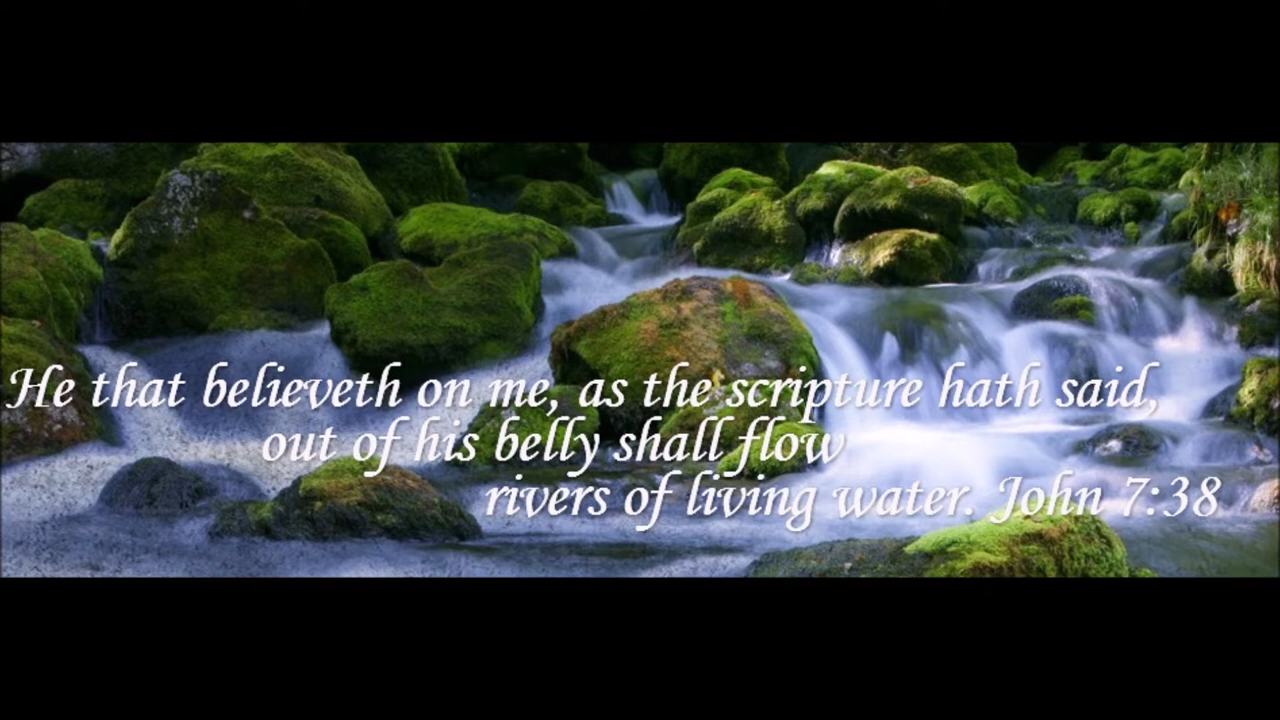 He that believeth on me, as the scripture hath said,
out of his belly shall flow
rivers of living water. John 7:38